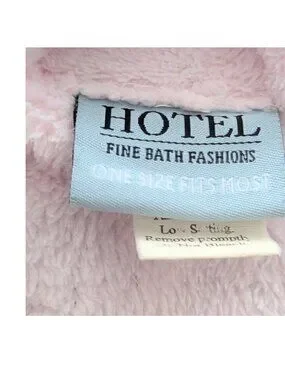 HOTEL
FINE BATH FASHIONS
ONE SIZE FITS MOST
Low Setting
Remove promptly